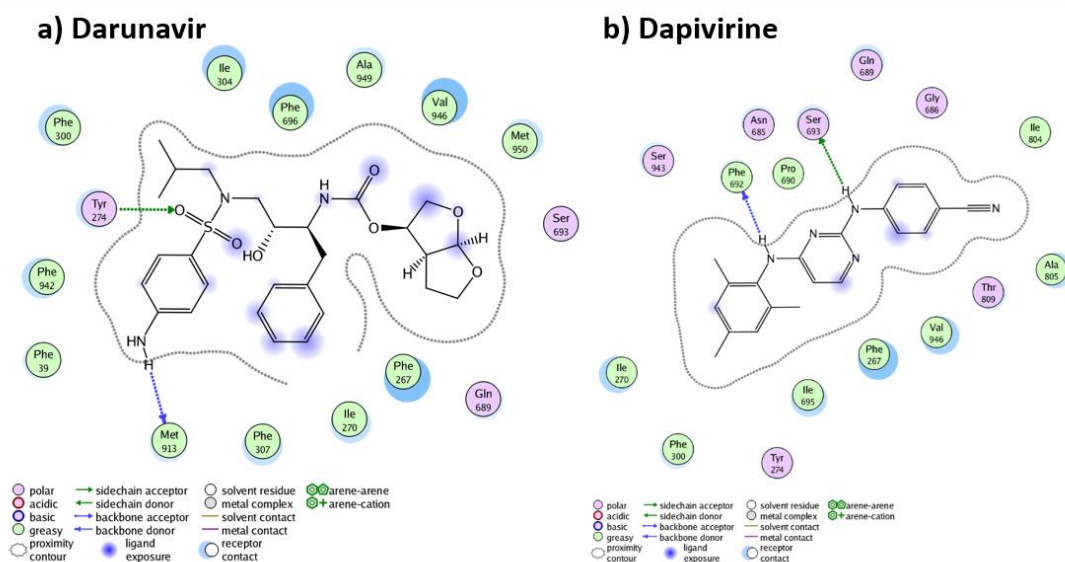 a) Darunavir
b) Dapivirine
Ile
304
Ala
949
Phe
696
Val
946
Phe
300
Met
950
Tyr
274
Ser
693
Phe
942
Phe
39
Phe
267
Gln
689
Met
913
Phe
307
Ile
270
N
O
S
O
HO
H
N
O
O
O
H
H
O
HN
H
polar
acidic
basic
greasy
proximity
contour
sidechain acceptor
sidechain donor
backbone acceptor
backbone donor
ligand
exposure
solvent residue
metal complex
solvent contact
metal contact
receptor
contact
arene-arene
arene-cation
Gln
689
Gly
686
Asn
685
Ser
693
Ile
804
Ser
943
Phe
692
Pro
690
Ala
805
Thr
809
Val
946
Phe
267
Ile
270
Ile
695
Phe
300
Tyr
274
H
N
H
N
N
N
N
polar
acidic
basic
greasy
proximity
contour
sidechain acceptor
sidechain donor
backbone acceptor
backbone donor
ligand
exposure
solvent residue
metal complex
solvent contact
metal contact
receptor
contact
arene-arene
arene-cation